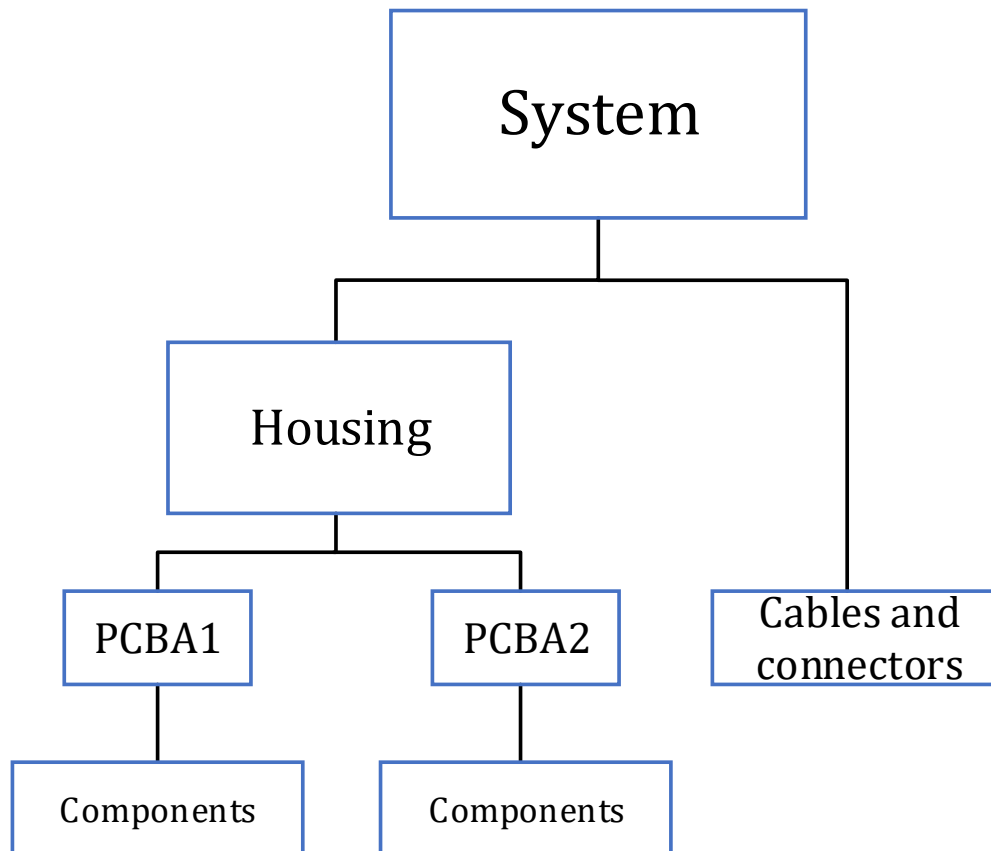 System
Housing
PCBA1
PCBA2
Cables and
connectors
Components
Components